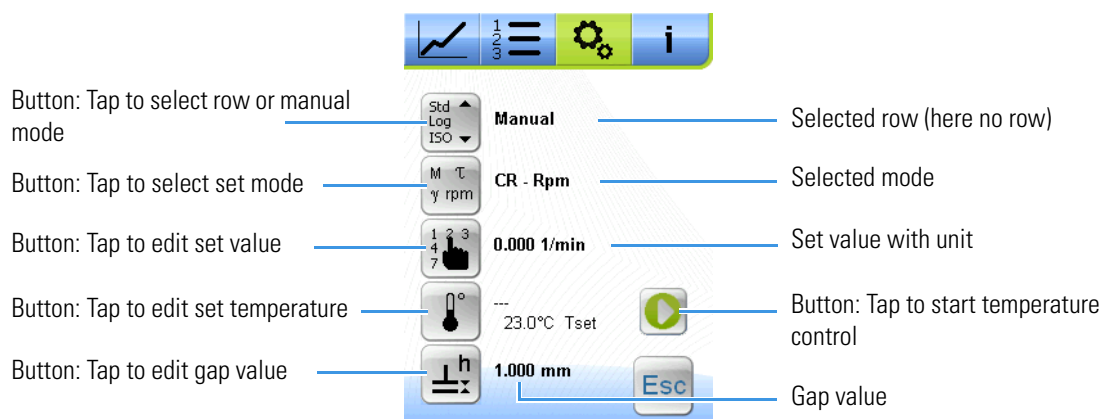 1
2
3
i
Button: Tap to select row or manual
mode
Std
Log
ISO
Manual
Selected row (here no row)
Button: Tap to select set mode
M τ
γ rpm
CR - Rpm
Selected mode
Button: Tap to edit set value
1 2 3
4
7
0.000 1/min
Set value with unit
Button: Tap to edit set temperature
°
---
23.0°C Tset
Button: Tap to start temperature
control
Button: Tap to edit gap value
h
1.000 mm
Esc
Gap value